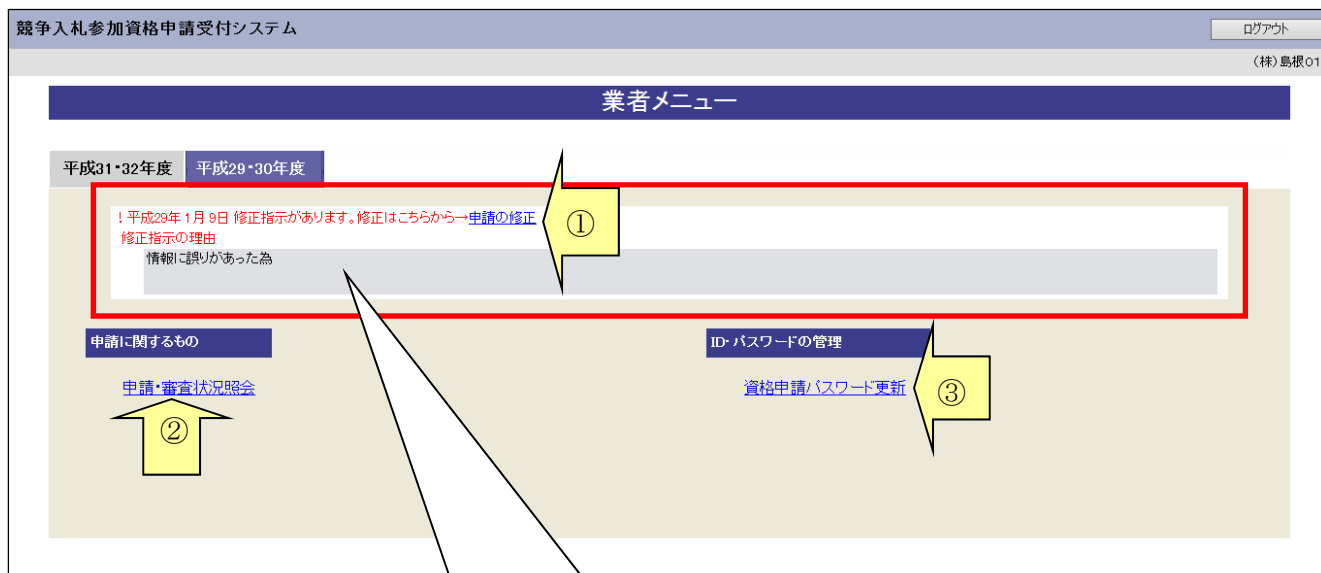 競争入札参加資格申請受付システム
ログアウト
(株)島根01
業者メニュー
平成31・32年度
平成29・30年度
!平成29年 1月 9日 修正指示があります。修正はこちらから→申請の修正
①
修正指示の理由
情報に誤りがあった為
申請に関するもの
ID・パスワードの管理
申請・審査状況照会
資格申請パスワード更新
③
②